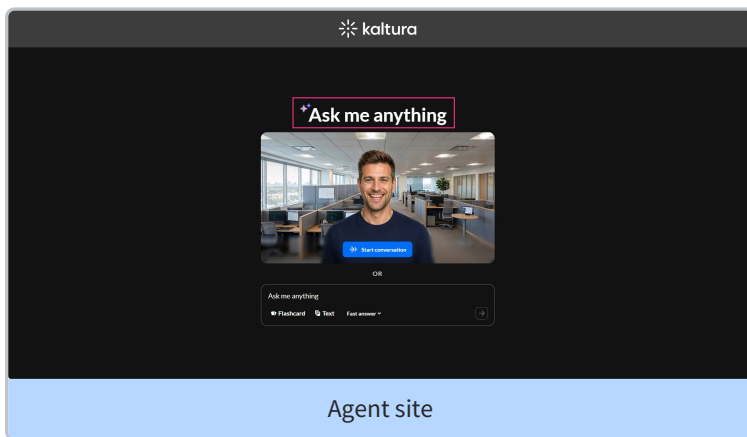 kaltura
Ask me anything
Start conversation
OR
Ask me anything
Flashcard Text Fast answer
Agent site